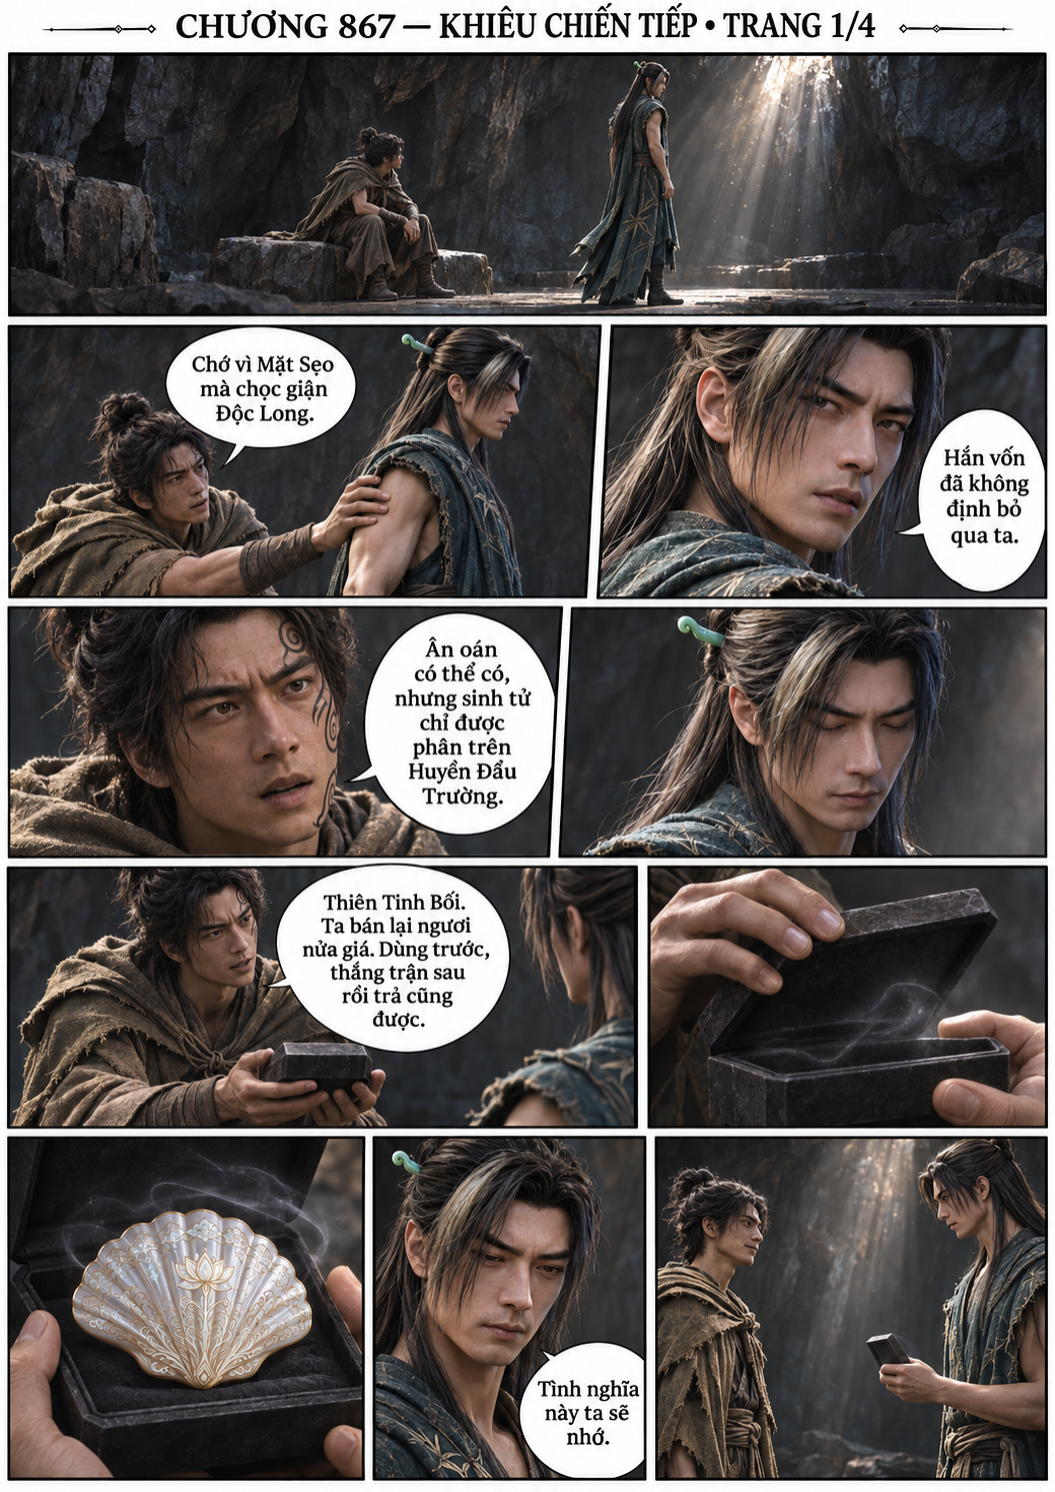 CHƯƠNG 867 — KHIÊU CHIẾN TIẾP • TRANG 1/4
Chớ vì Mặt Sẹo
mà chọc giận
Độc Long.
Hắn vốn
đã không
định bỏ
qua ta.
Ân oán
có thể có,
nhưng sinh tử
chỉ được
phân trên
Huyền Đẩu
Trường.
Thiên Tinh Bối.
Ta bán lại ngươi
nửa giá. Dùng trước,
thắng trận sau
rồi trả cũng
được.
Tình nghĩa
này ta sẽ
nhớ.